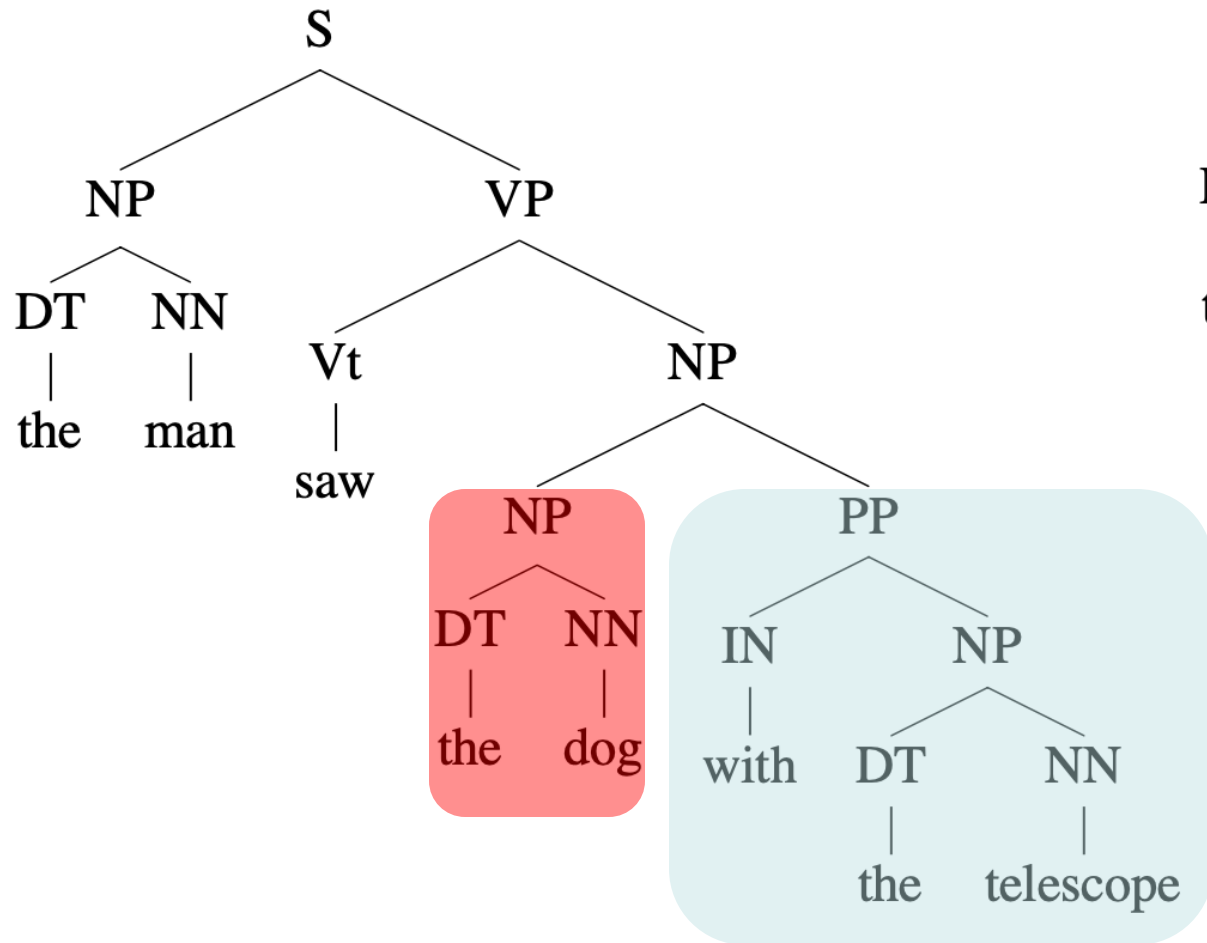 S
NP VP
DT NN
Vt NP
the man
saw
NP PP
DT NN
IN NP
the dog
with DT NN
the telescope